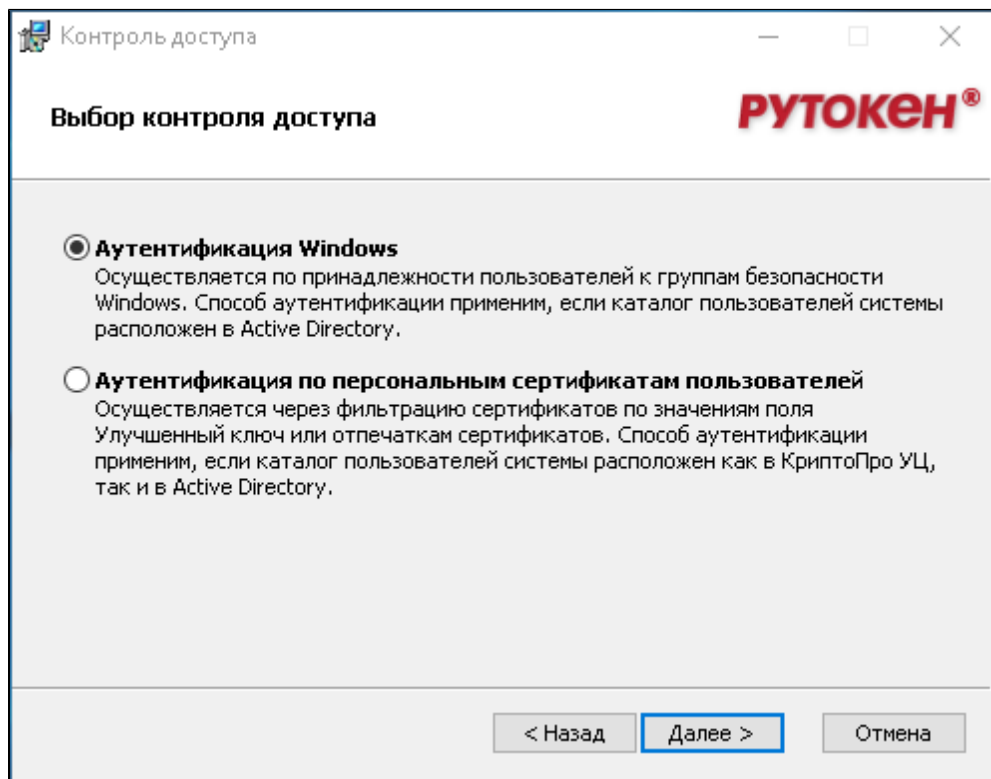 Контроль доступа
Выбор контроля доступа
РУТОКЕН®
Аутентификация Windows
Осуществляется по принадлежности пользователей к группам безопасности
Windows. Способ аутентификации применим, если каталог пользователей системы
расположен в Active Directory.
Аутентификация по персональным сертификатам пользователей
Осуществляется через фильтрацию сертификатов по значениям поля
Улучшенный ключ или отпечаткам сертификатов. Способ аутентификации
применим, если каталог пользователей системы расположен как в КриптоПро УЦ,
так и в Active Directory.
< Назад
Далее >
Отмена